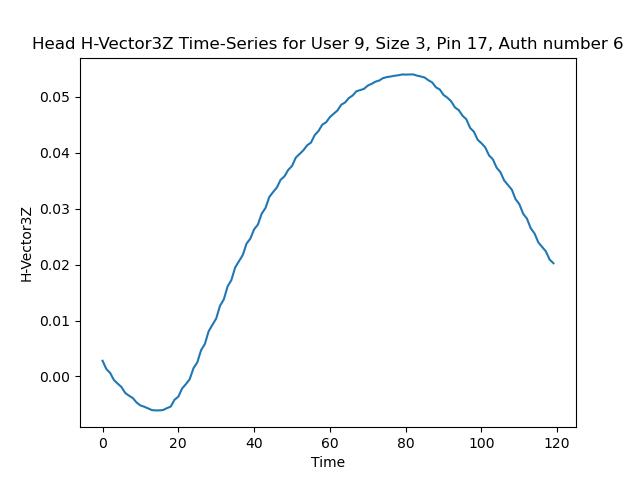 Head H-Vector3Z Time-Series for User 9, Size 3, Pin 17, Auth number 6
H-Vector3Z
0.05
0.04
0.03
0.02
0.01
0.00
0 20 40 60 80 100 120
Time